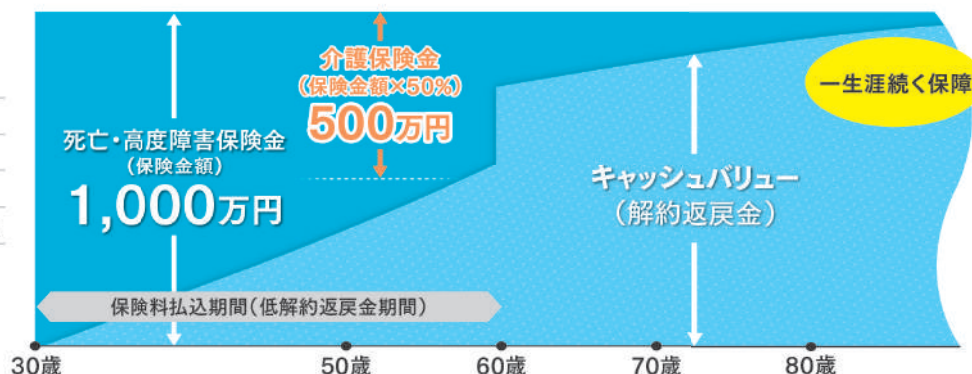 介護保険金
(保険金額×50%)
500万円
死亡・高度障害保険金
(保険金額)
1,000万円
一生涯続く保障
キャッシュバリュー
(解約返戻金)
保険料払込期間(低解約返戻金期間)
30歳
50歳
60歳
70歳
80歳